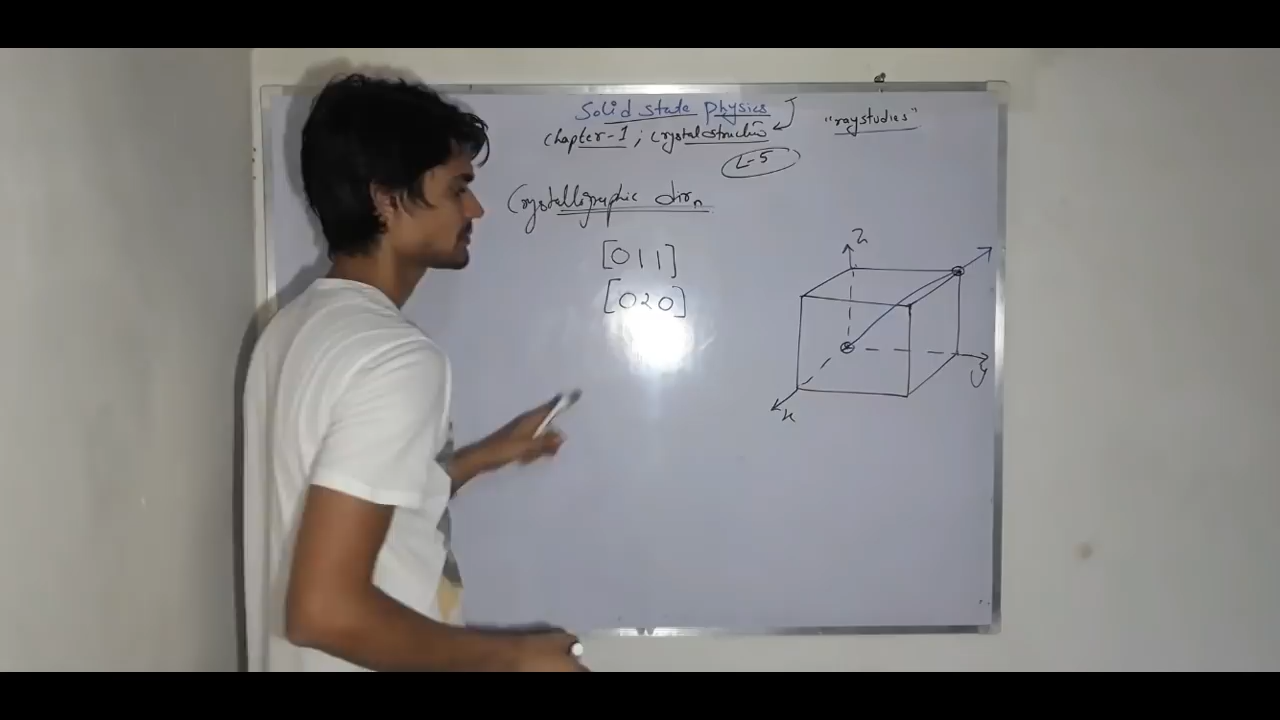 Solid state Physics
chapter-1 ; crystal structure
"raystudies"
L-5
Crystallographic dirn
[011]
[020]
z
y
x